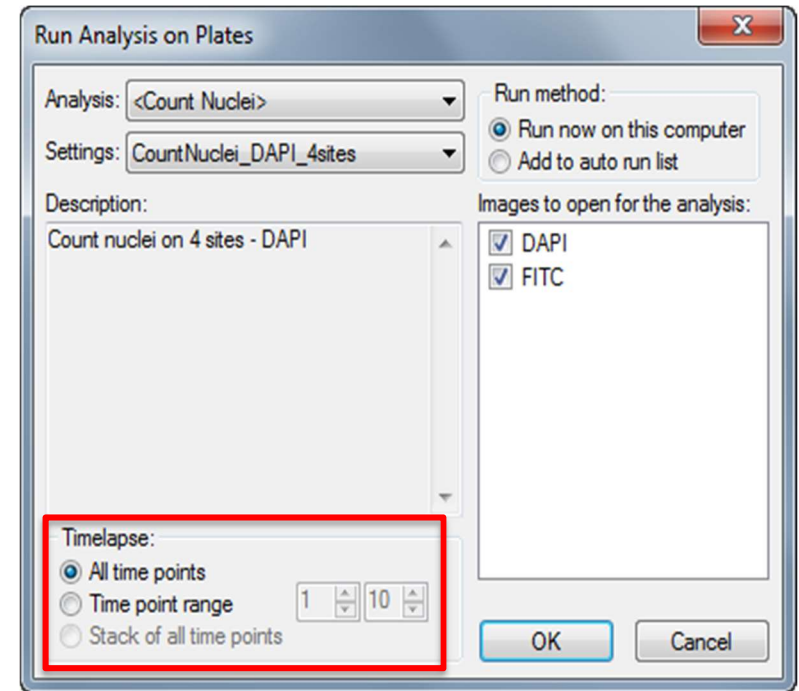 Run Analysis on Plates
Analysis: <Count Nuclei>
Settings: CountNuclei_DAPI_4sites
Description:
Count nuclei on 4 sites - DAPI
Timelapse:
All time points
Time point range 1 10
Stack of all time points
Run method:
Run now on this computer
Add to auto run list
Images to open for the analysis:
DAPI
FITC
OK Cancel